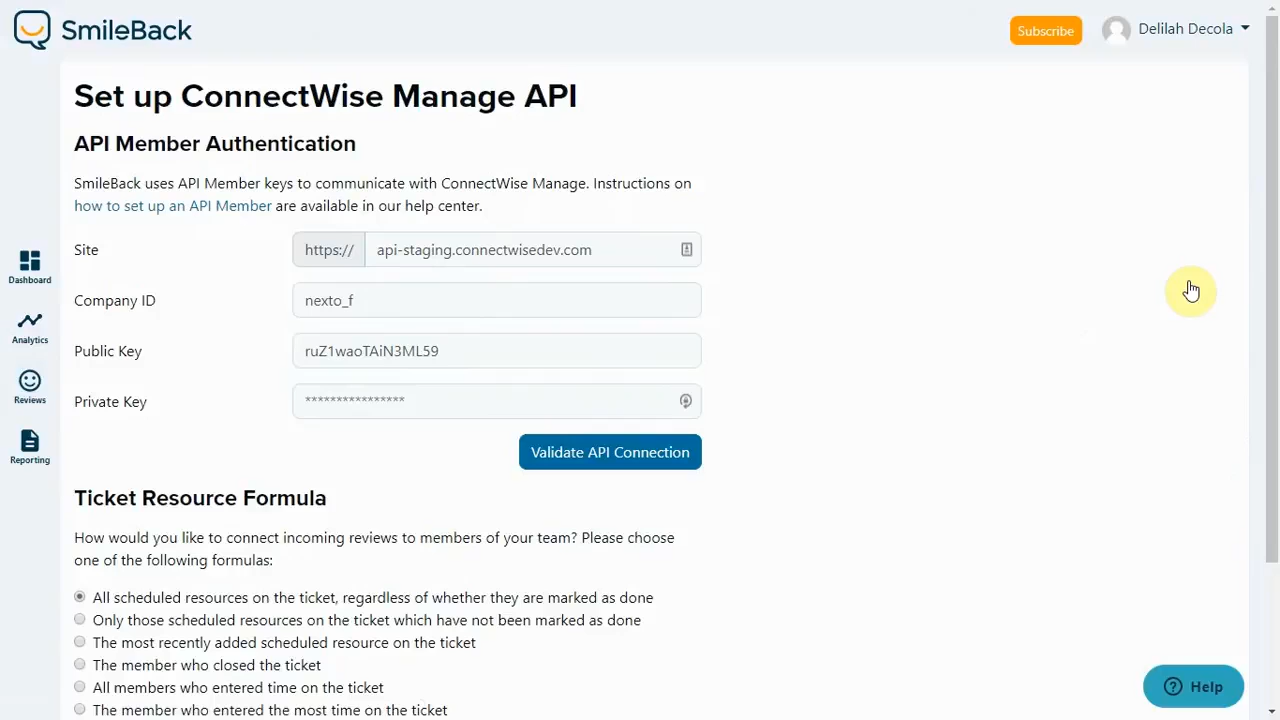 SmileBack
Subscribe
Delilah Decola
Set up ConnectWise Manage API
API Member Authentication
SmileBack uses API Member keys to communicate with ConnectWise Manage. Instructions on
how to set up an API Member are available in our help center.
Site
https://
api-staging.connectwisedev.com
Company ID
nexto_f
Public Key
ruZ1waoTAiN3ML59
Private Key
****************
Validate API Connection
Dashboard
Analytics
Reviews
Reporting
Ticket Resource Formula
How would you like to connect incoming reviews to members of your team? Please choose
one of the following formulas:
All scheduled resources on the ticket, regardless of whether they are marked as done
Only those scheduled resources on the ticket which have not been marked as done
The most recently added scheduled resource on the ticket
The member who closed the ticket
All members who entered time on the ticket
The member who entered the most time on the ticket
Help